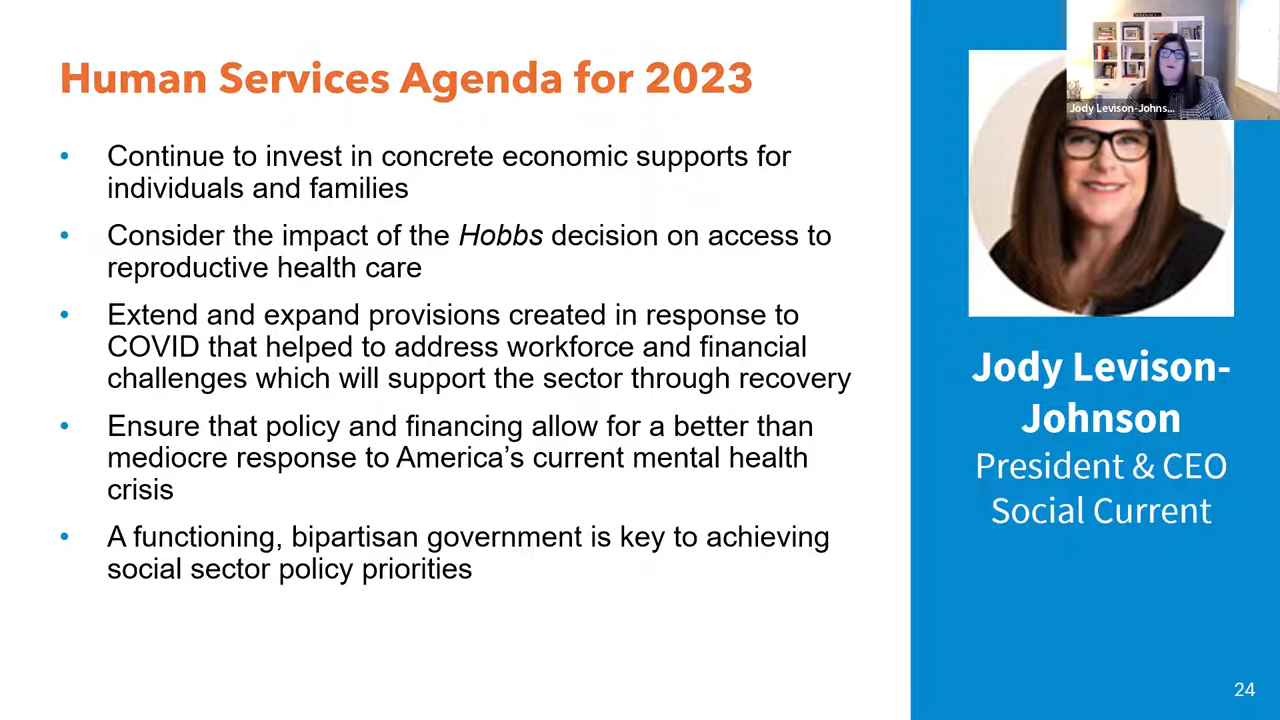 Human Services Agenda for 2023
• Continue to invest in concrete economic supports for
individuals and families
• Consider the impact of the Hobbs decision on access to
reproductive health care
• Extend and expand provisions created in response to
COVID that helped to address workforce and financial
challenges which will support the sector through recovery
• Ensure that policy and financing allow for a better than
mediocre response to America’s current mental health
crisis
• A functioning, bipartisan government is key to achieving
social sector policy priorities
Jody Levison-Johns...
Jody Levison-
Johnson
President & CEO
Social Current
24